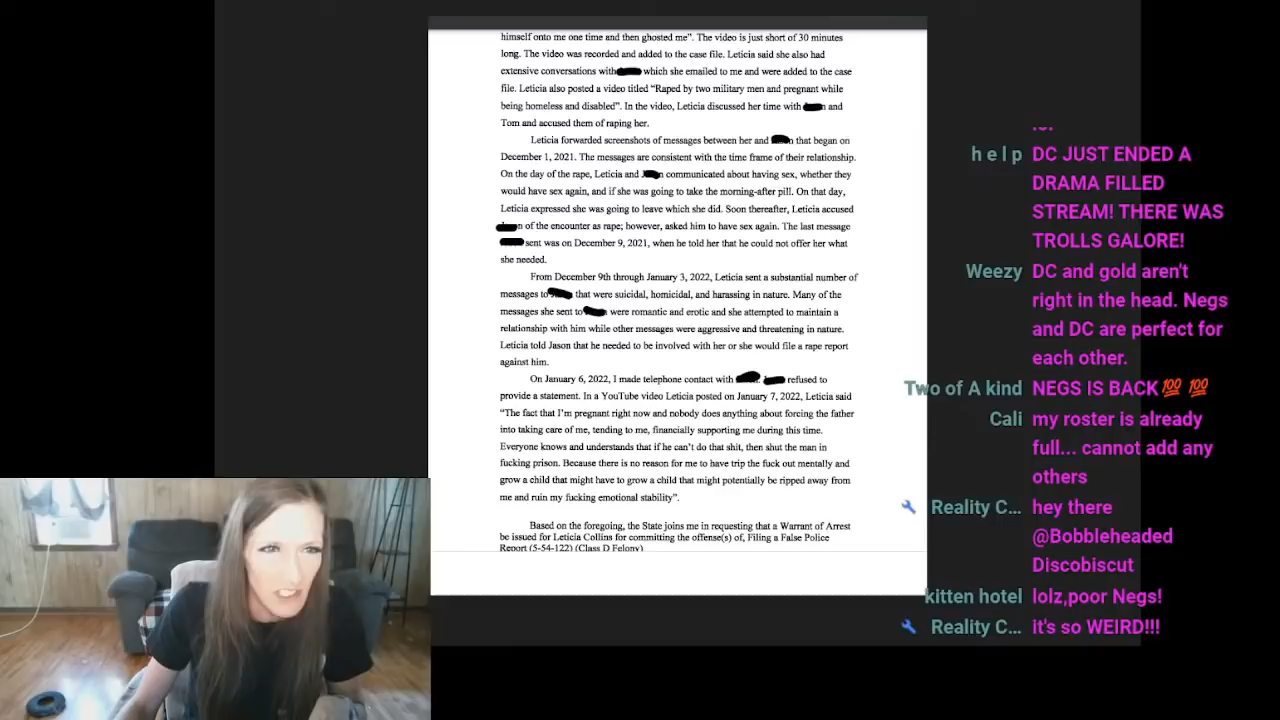 himself onto me one time and then ghosted me". The video is just short of 30 minutes
long. The video was recorded and added to the case file. Leticia said she also had
extensive conversations with which she emailed to me and were added to the case
file. Leticia also posted a video titled "Raped by two military men and pregnant while
being homeless and disabled". In the video, Leticia discussed her time with n and
Tom and accused them of raping her.
Leticia forwarded screenshots of messages between her and n that began on
December 1, 2021. The messages are consistent with the time frame of their relationship.
On the day of the rape, Leticia and J n communicated about having sex, whether they
would have sex again, and if she was going to take the morning-after pill. On that day,
Leticia expressed she was going to leave which she did. Soon thereafter, Leticia accused
n of the encounter as rape; however, asked him to have sex again. The last message
sent was on December 9, 2021, when he told her that he could not offer her what
she needed.
From December 9th through January 3, 2022, Leticia sent a substantial number of
messages to that were suicidal, homicidal, and harassing in nature. Many of the
messages she sent to were romantic and erotic and she attempted to maintain a
relationship with him while other messages were aggressive and threatening in nature.
Leticia told Jason that he needed to be involved with her or she would file a rape report
against him.
On January 6, 2022, I made telephone contact with refused to
provide a statement. In a YouTube video Leticia posted on January 7, 2022, Leticia said
"The fact that I'm pregnant right now and nobody does anything about forcing the father
into taking care of me, tending to me, financially supporting me during this time.
Everyone knows and understands that if he can't do that shit, then shut the man in
fucking prison. Because there is no reason for me to have trip the fuck out mentally and
grow a child that might have to grow a child that might potentially be ripped away from
me and ruin my fucking emotional stability".
Based on the foregoing, the State joins me in requesting that a Warrant of Arrest
be issued for Leticia Collins for committing the offense(s) of, Filing a False Police
Report (5-54-122) (Class D Felony)
h e l p DC JUST ENDED A
DRAMA FILLED
STREAM! THERE WAS
TROLLS GALORE!
Weezy DC and gold aren't
right in the head. Negs
and DC are perfect for
each other.
Two of A kind NEGS IS BACK💯 💯
Cali my roster is already
full... cannot add any
others
Reality C... hey there
@Bobbleheaded
Discobiscut
kitten hotel lolz,poor Negs!
Reality C... it's so WEIRD!!!